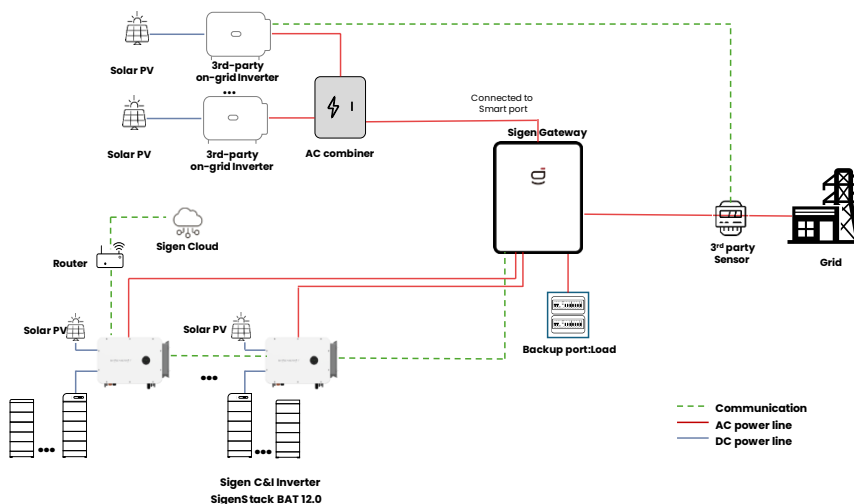 Solar PV
3rd-party
on-grid Inverter
Solar PV
3rd-party
on-grid Inverter
AC combiner
Connected to
Smart port
Sigen Gateway
3rd party
Sensor
Grid
Sigen Cloud
Router
Solar PV
Solar PV
Backup port:Load
Communication
AC power line
DC power line
Sigen C&I Inverter
SigenStack BAT 12.0